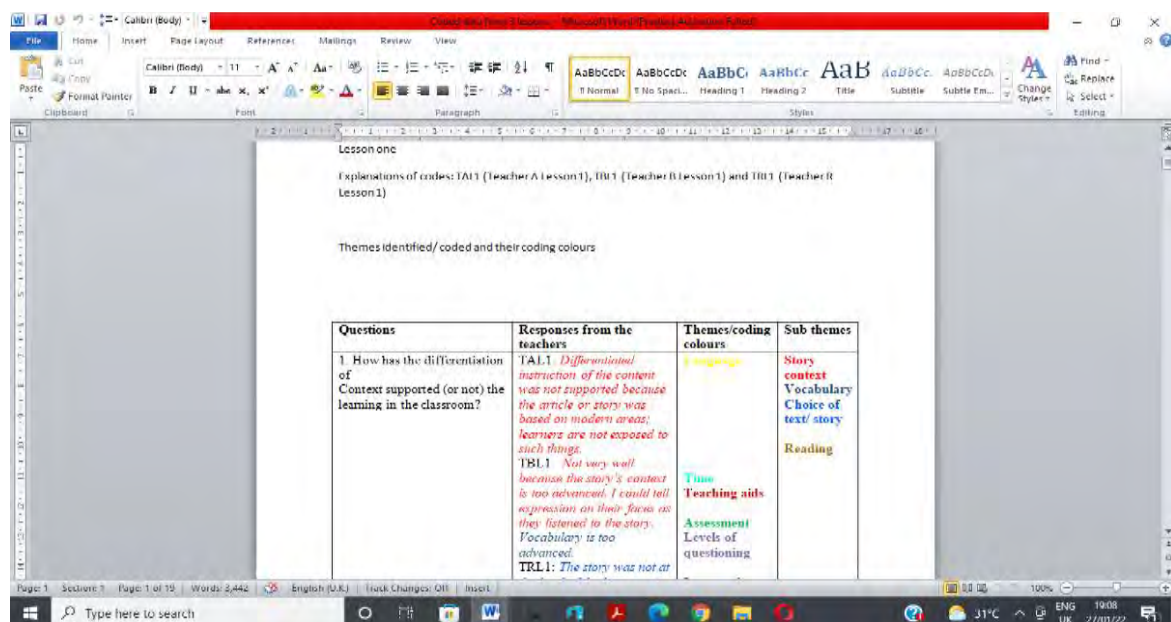 Calibri (Body)
File Home Insert Page Layout References Mailings Review View
Cut
Copy
Paste
Format Painter
Calibri (Body) 11
AaBbCcDc AaBbCcDc AaBbC AaBbCc AaB AaBbCc. AaBbCcDc
¶ Normal ¶ No Spaci... Heading 1 Heading 2 Title Subtitle Subtle Em...
Change Styles
Find
Replace
Select
Clipboard Font Paragraph Styles Editing
Lesson one
Explanations of codes: TAL1 (Teacher A Lesson 1), TBL1 (Teacher B Lesson 1) and TRL1 (Teacher R
Lesson 1)
Themes identified/ coded and their coding colours
Questions
1. How has the differentiation
of
Context supported (or not) the
learning in the classroom?
Responses from the
teachers
TAL1: Differentiated
instruction of the content
was not supported because
the article or story was
based on modern areas;
learners are not exposed to
such things.
TBL1: Not very well
because the story's context
is too advanced. I could tell
expression on their faces as
they listened to the story.
Vocabulary is too
advanced.
TRL1: The story was not at
Themes/coding
colours
Language
Time
Teaching aids
Assessment
Levels of
questioning
Sub themes
Story
context
Vocabulary
Choice of
text/ story
Reading
Page: 1 Section: 1 Page: 1 of 19 Words: 3,442 English (U.K.) Track Changes: Off Insert 100%
Type here to search
31°C ENG 19:08
UK 27/01/22